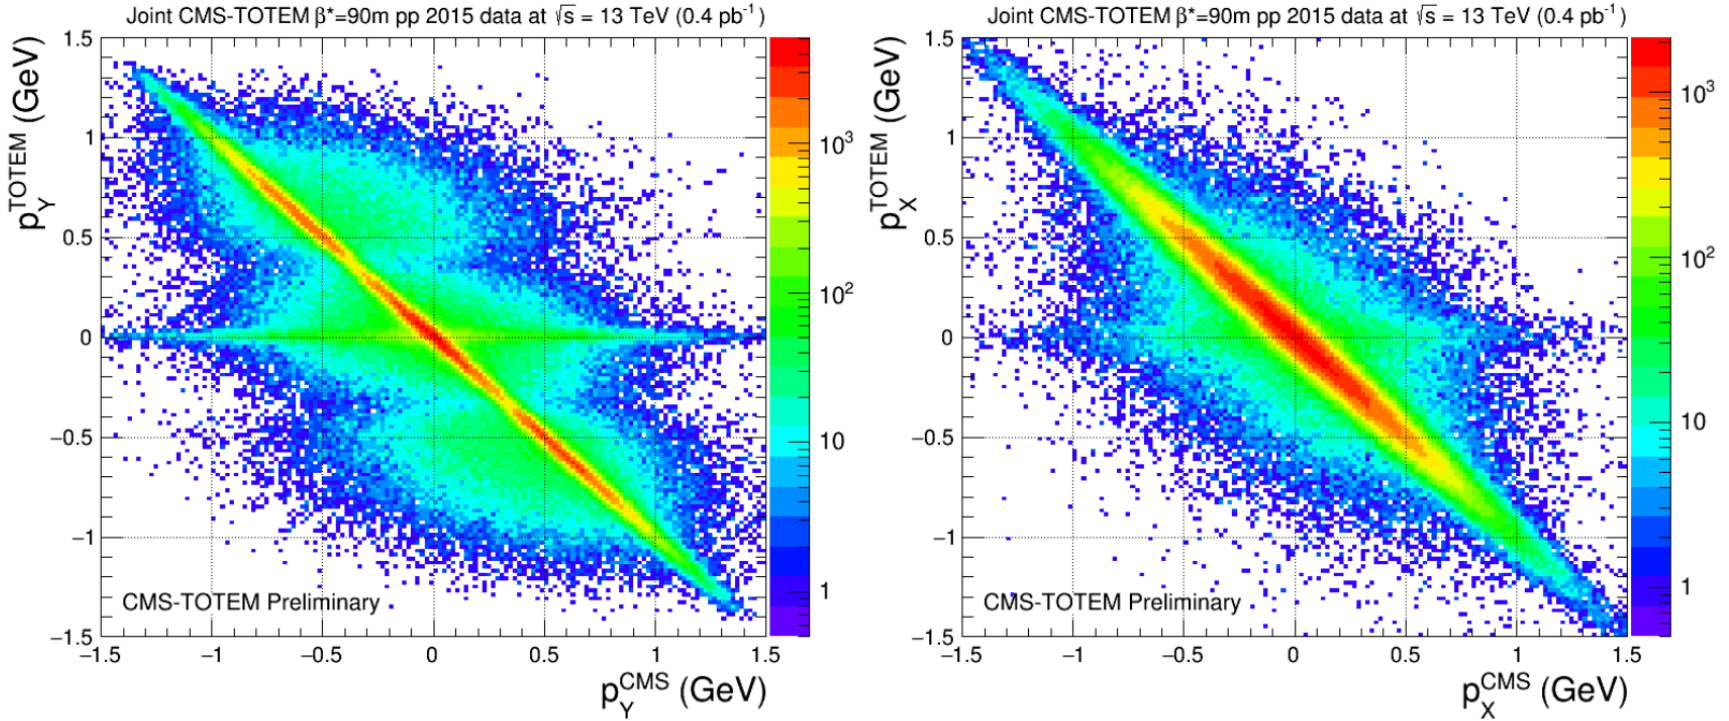 Joint CMS-TOTEM β*=90m pp 2015 data at √s = 13 TeV (0.4 pb⁻¹)
p_Y^TOTEM (GeV)
1.5
1
0.5
0
−0.5
−1
−1.5
−1.5 −1 −0.5 0 0.5 1 1.5
p_Y^CMS (GeV)
CMS-TOTEM Preliminary
10³
10²
10
1
Joint CMS-TOTEM β*=90m pp 2015 data at √s = 13 TeV (0.4 pb⁻¹)
p_X^TOTEM (GeV)
1.5
1
0.5
0
−0.5
−1
−1.5
−1.5 −1 −0.5 0 0.5 1 1.5
p_X^CMS (GeV)
CMS-TOTEM Preliminary
10³
10²
10
1